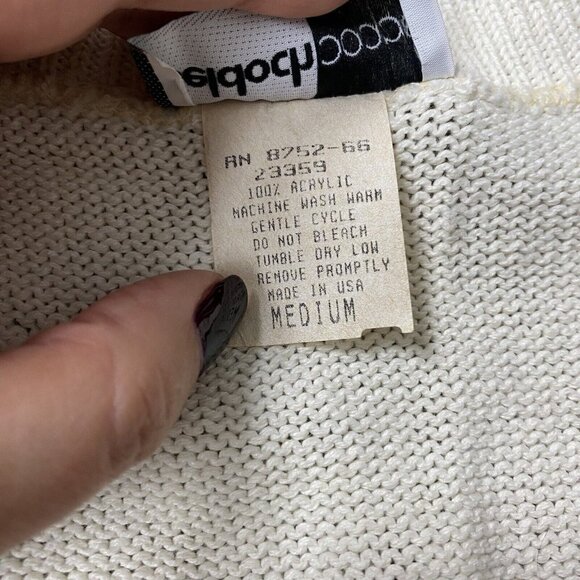 RN 8752-66
23359
100% ACRYLIC
MACHINE WASH WARM
GENTLE CYCLE
DO NOT BLEACH
TUMBLE DRY LOW
REMOVE PROMPTLY
MADE IN USA
MEDIUM